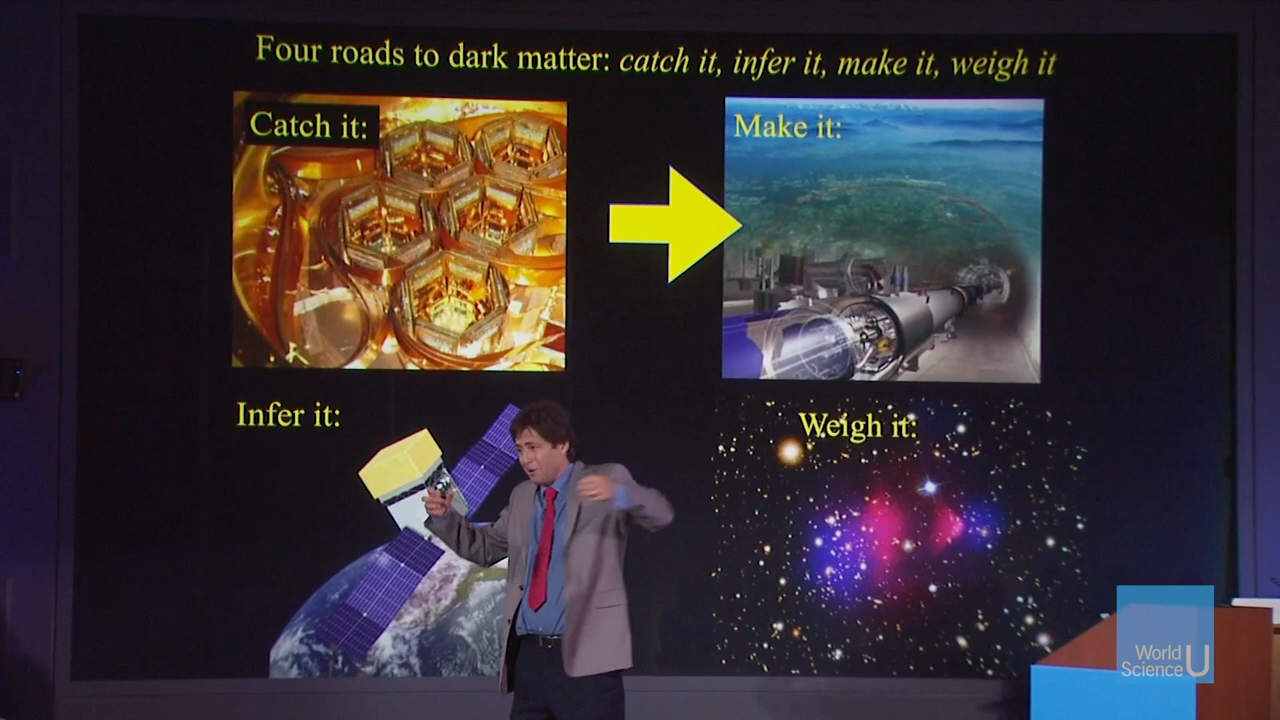 Four roads to dark matter: catch it, infer it, make it, weigh it
Catch it:
Make it:
Infer it:
Weigh it:
World
Science U